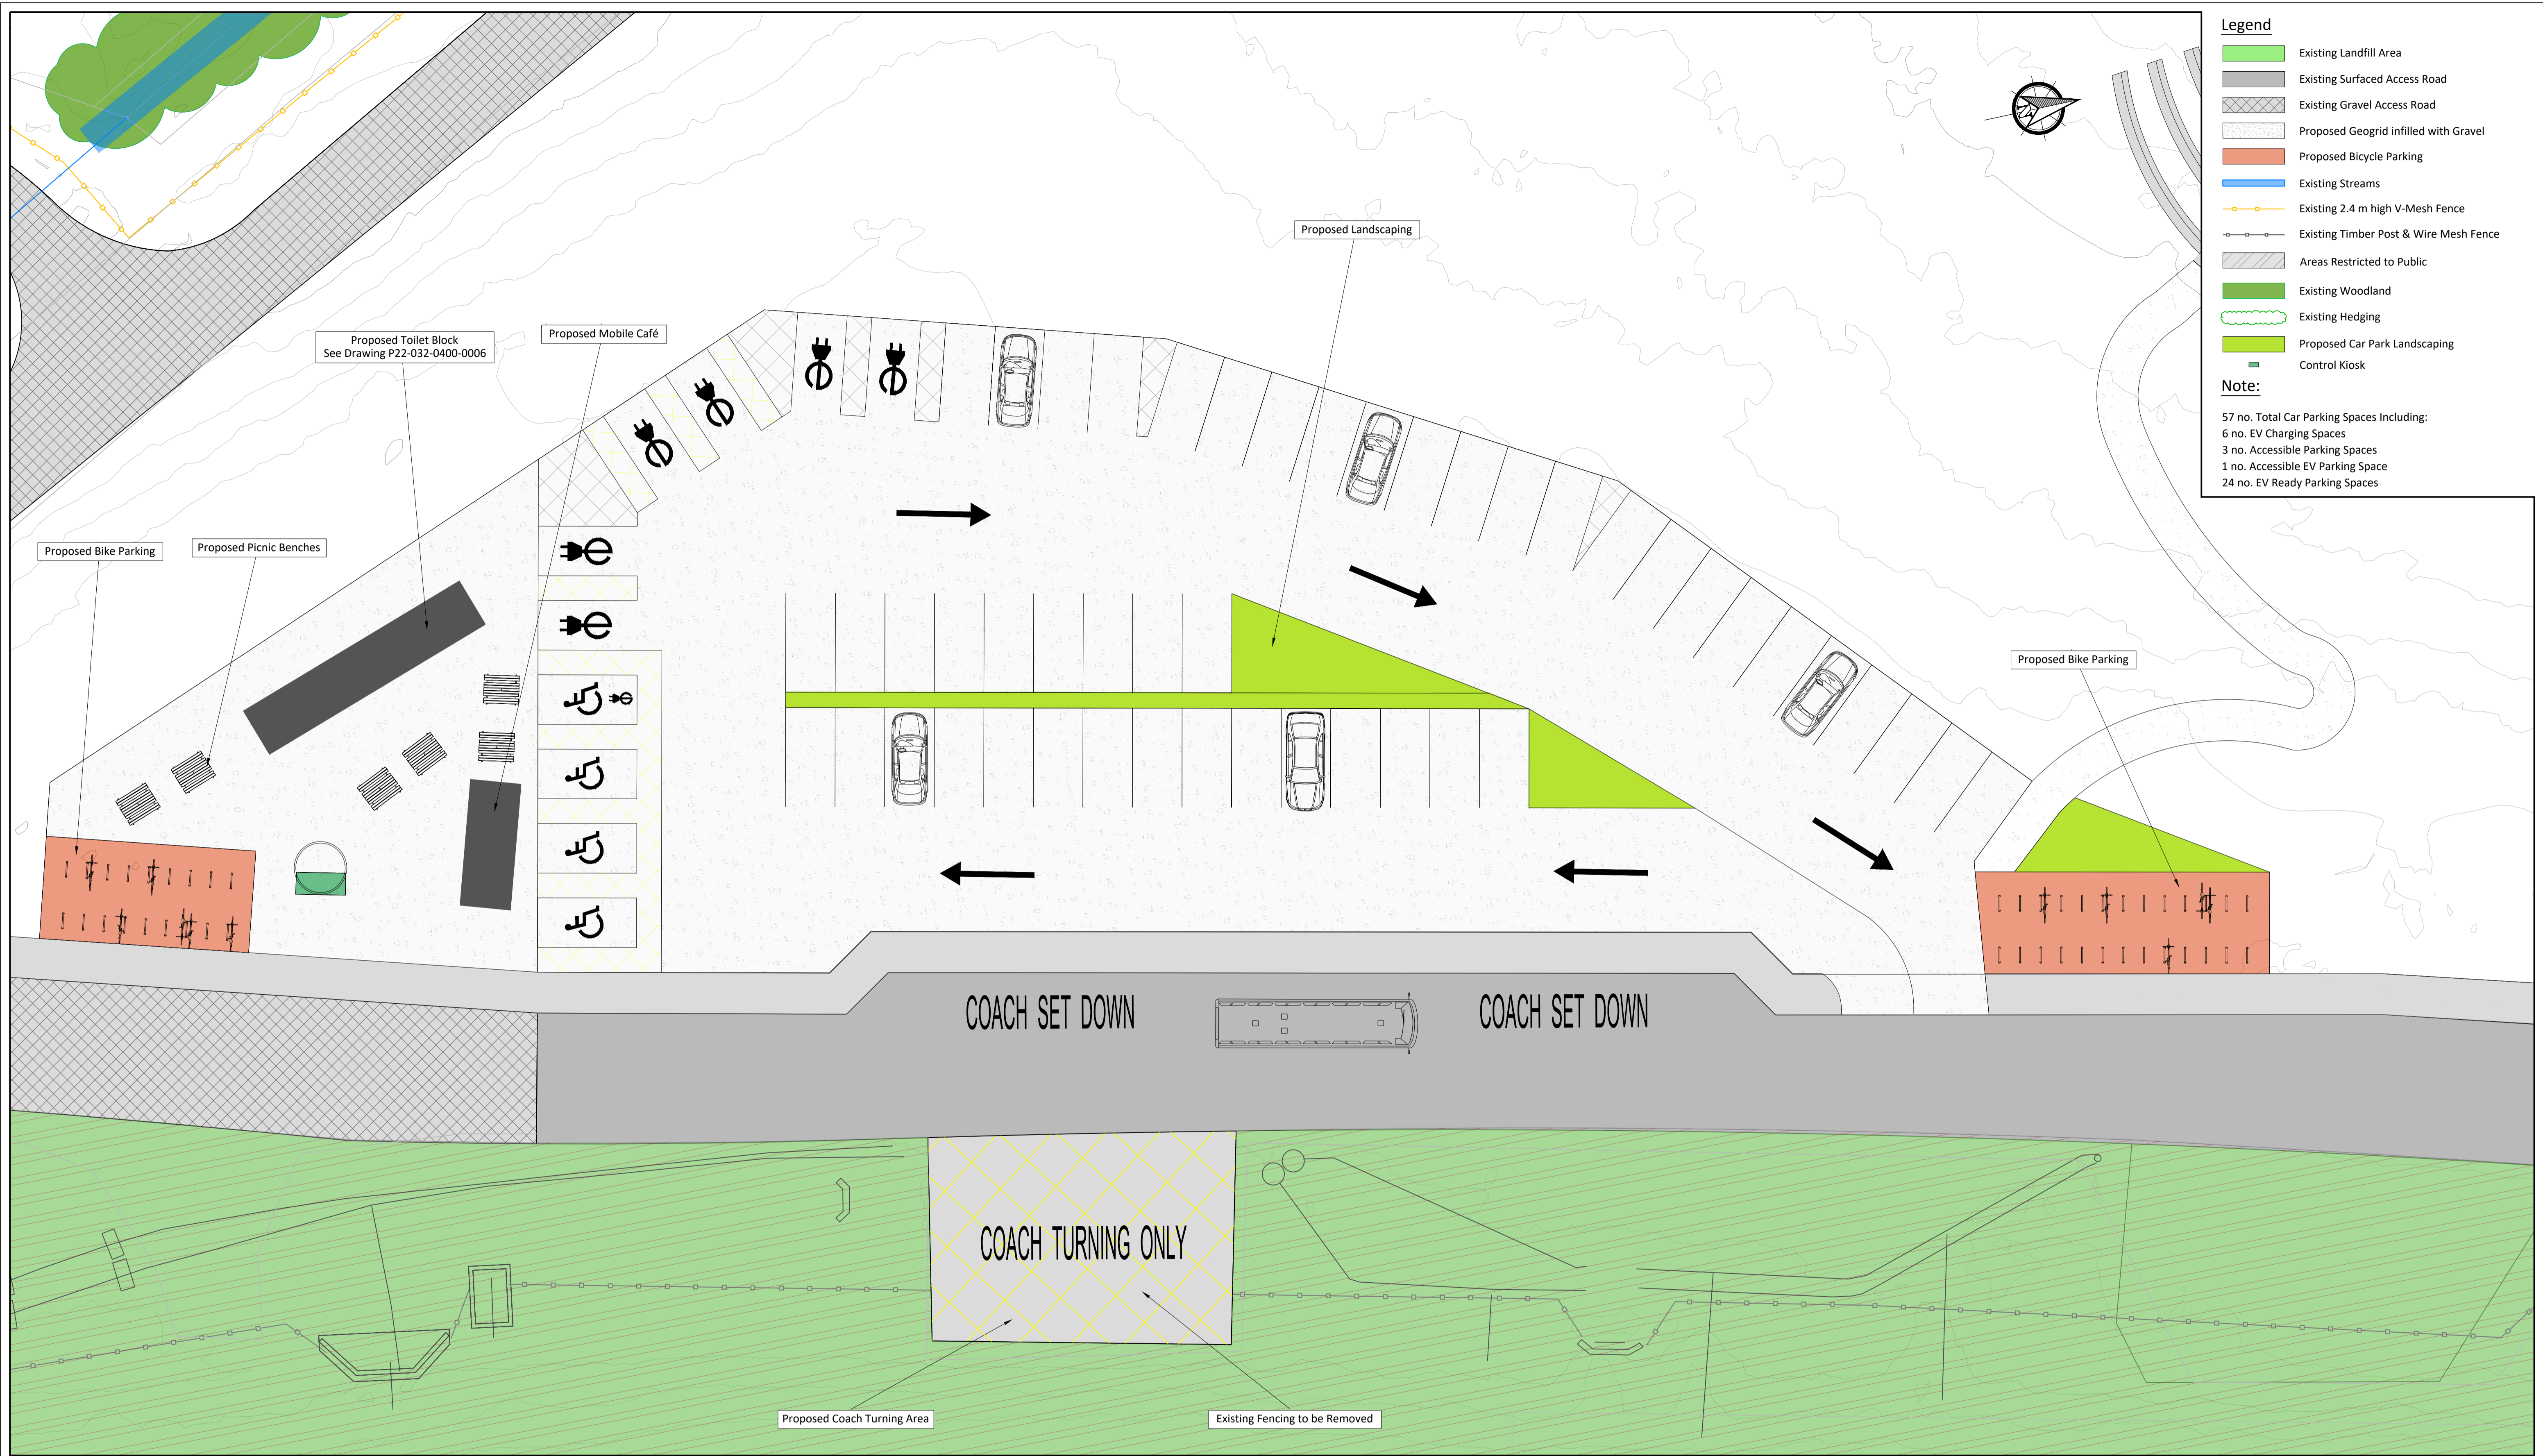 Legend
Existing Landfill Area
Existing Surfaced Access Road
Existing Gravel Access Road
Proposed Geogrid infilled with Gravel
Proposed Bicycle Parking
Existing Streams
Existing 2.4 m high V-Mesh Fence
Existing Timber Post & Wire Mesh Fence
Areas Restricted to Public
Existing Woodland
Existing Hedging
Proposed Car Park Landscaping
Control Kiosk
Note:
57 no. Total Car Parking Spaces Including:
6 no. EV Charging Spaces
3 no. Accessible Parking Spaces
1 no. Accessible EV Parking Space
24 no. EV Ready Parking Spaces
N
Proposed Landscaping
Proposed Toilet Block
See Drawing P22-032-0400-0006
Proposed Mobile Café
Proposed Bike Parking
Proposed Picnic Benches
Proposed Bike Parking
COACH SET DOWN
COACH SET DOWN
COACH TURNING ONLY
Proposed Coach Turning Area
Existing Fencing to be Removed